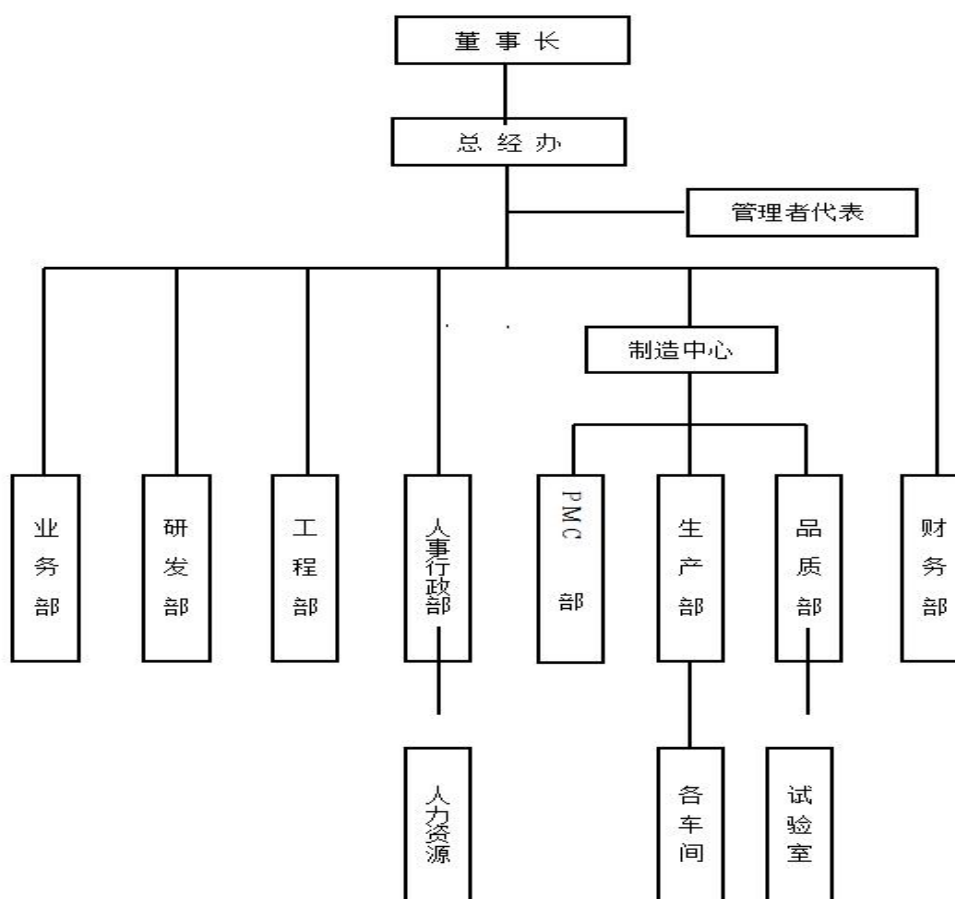 董事长
总经办
管理者代表
制造中心
业务部
研发部
工程部
人事行政部
PMC部
生产部
品质部
财务部
人力资源
各车间
试验室